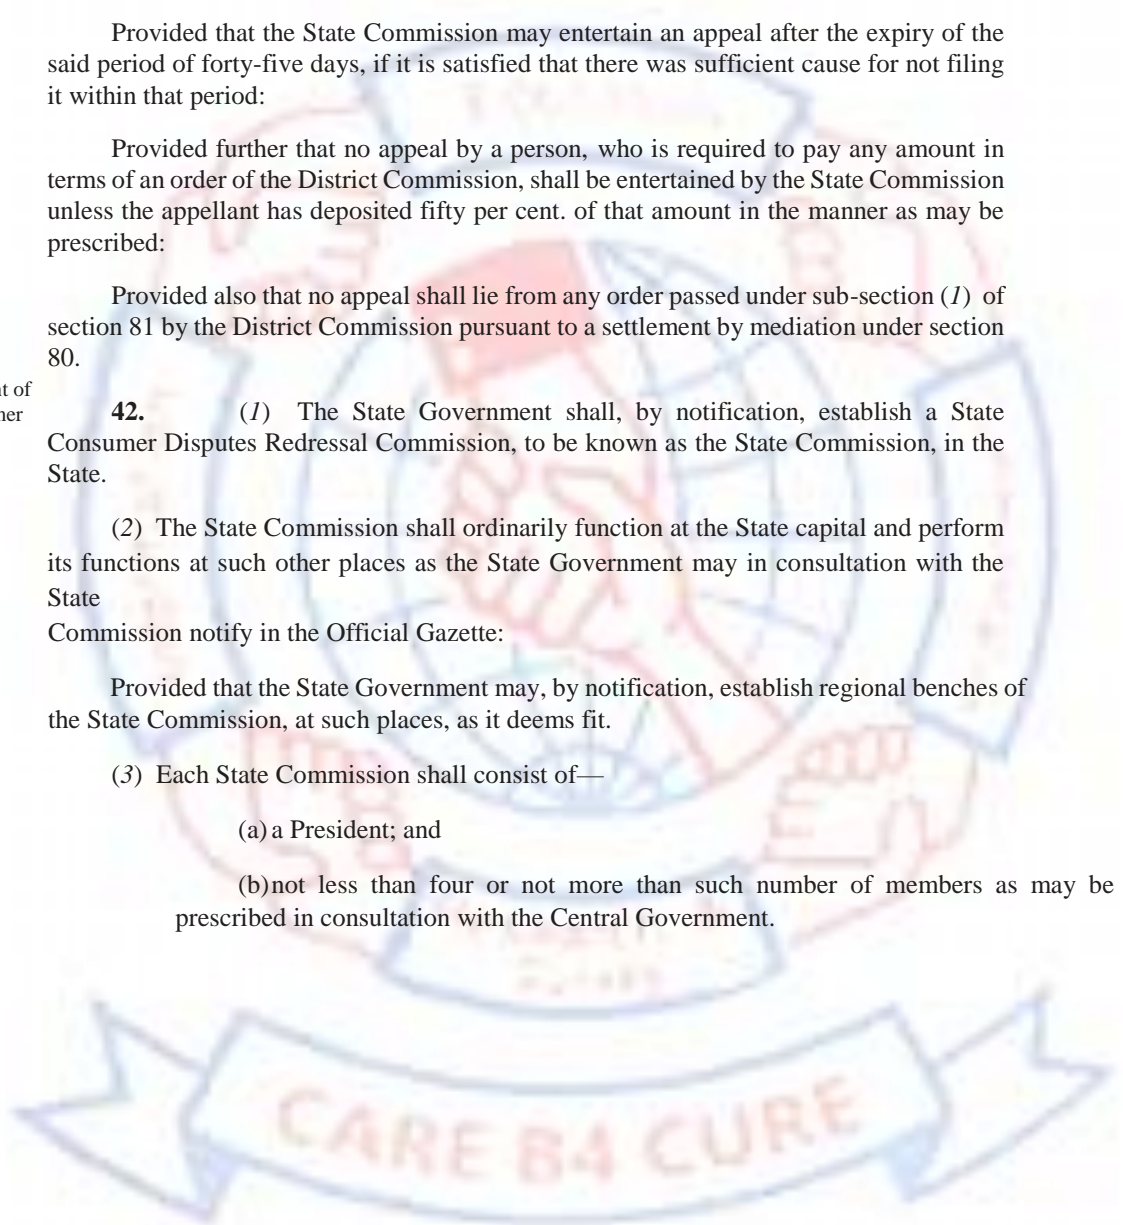 Provided that the State Commission may entertain an appeal after the expiry of the
said period of forty-five days, if it is satisfied that there was sufficient cause for not filing
it within that period:
Provided further that no appeal by a person, who is required to pay any amount in
terms of an order of the District Commission, shall be entertained by the State Commission
unless the appellant has deposited fifty per cent. of that amount in the manner as may be
prescribed:
Provided also that no appeal shall lie from any order passed under sub-section (1) of
section 81 by the District Commission pursuant to a settlement by mediation under section
80.
42. (1) The State Government shall, by notification, establish a State
Consumer Disputes Redressal Commission, to be known as the State Commission, in the
State.
(2) The State Commission shall ordinarily function at the State capital and perform
its functions at such other places as the State Government may in consultation with the
State
Commission notify in the Official Gazette:
Provided that the State Government may, by notification, establish regional benches of
the State Commission, at such places, as it deems fit.
(3) Each State Commission shall consist of—
(a) a President; and
(b) not less than four or not more than such number of members as may be
prescribed in consultation with the Central Government.
CARE B4 CURE